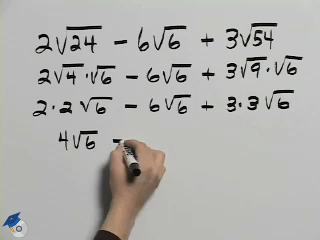 2√24 - 6√6 + 3√54
2√4·√6 - 6√6 + 3√9·√6
2·2√6 - 6√6 + 3·3√6
4√6 -